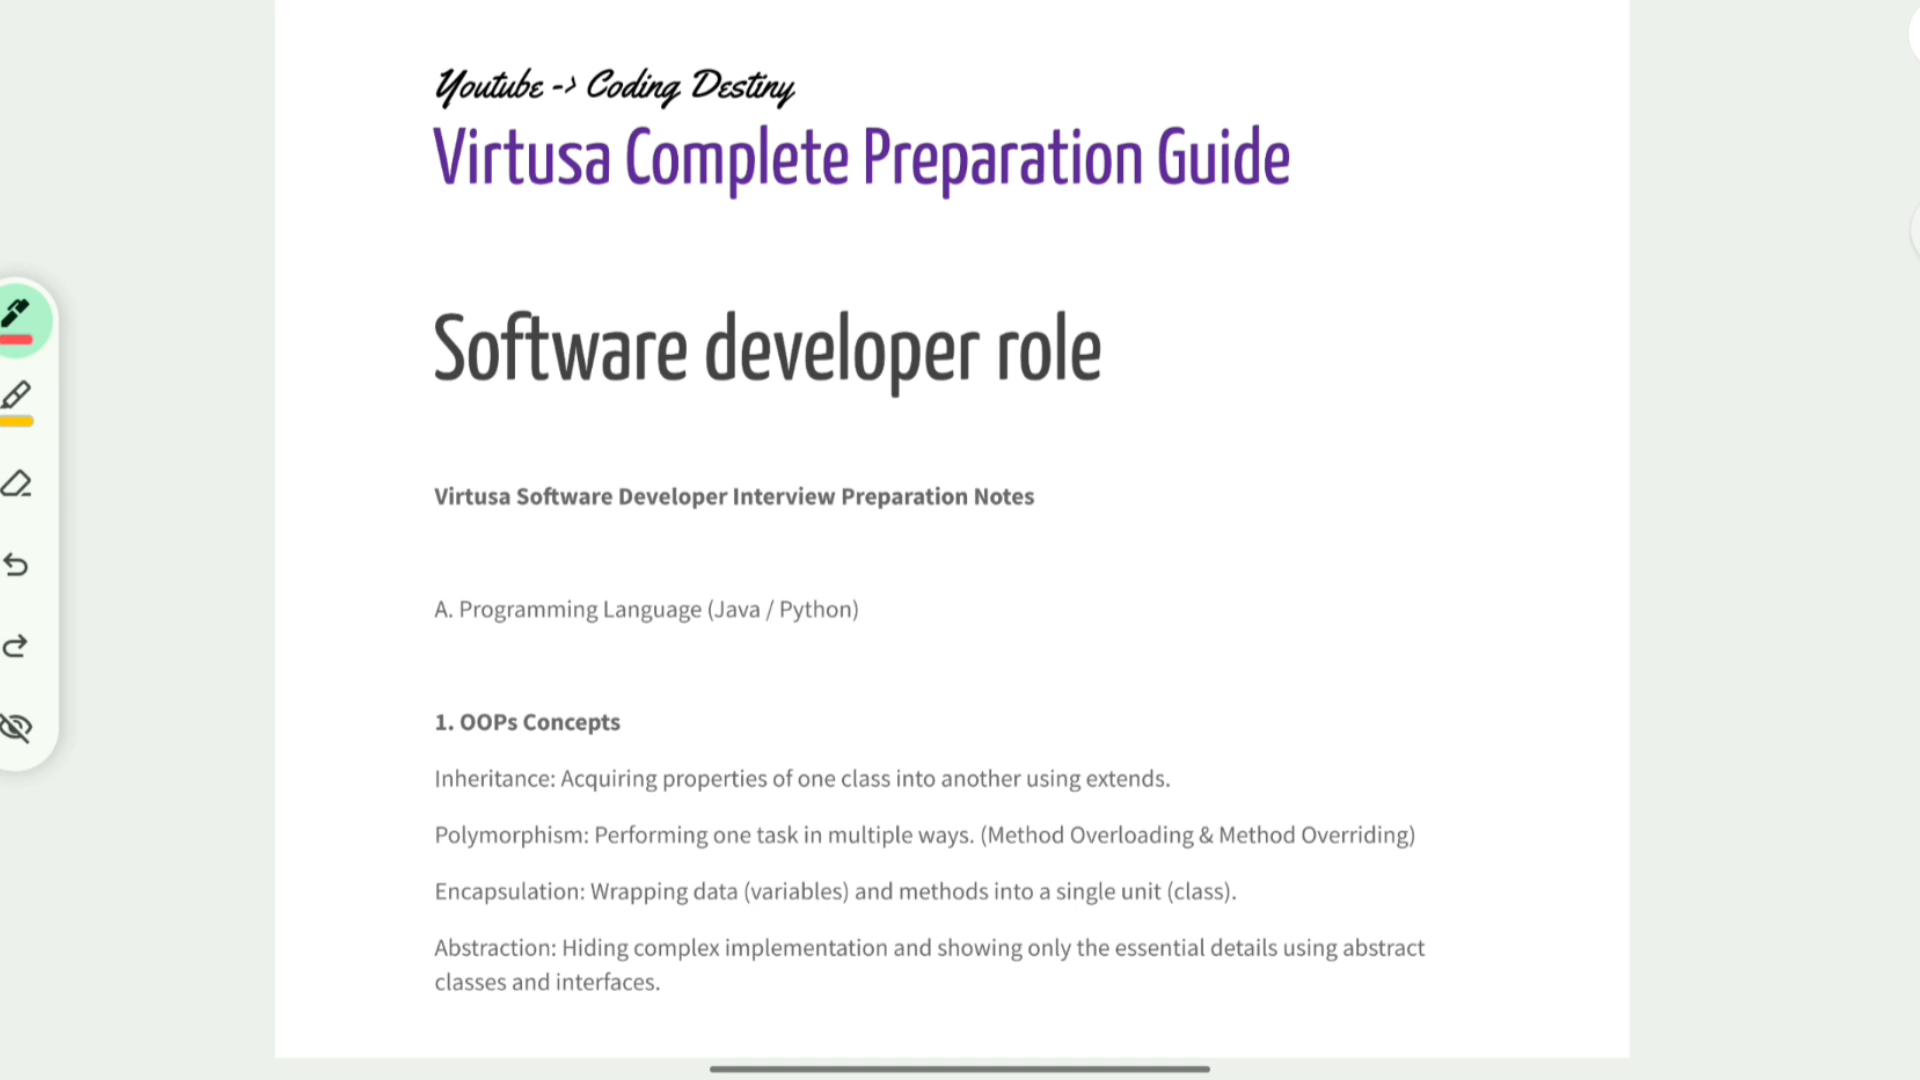 Youtube -> Coding Destiny
Virtusa Complete Preparation Guide
Software developer role
Virtusa Software Developer Interview Preparation Notes
A. Programming Language (Java / Python)
1. OOPs Concepts
Inheritance: Acquiring properties of one class into another using extends.
Polymorphism: Performing one task in multiple ways. (Method Overloading & Method Overriding)
Encapsulation: Wrapping data (variables) and methods into a single unit (class).
Abstraction: Hiding complex implementation and showing only the essential details using abstract
classes and interfaces.